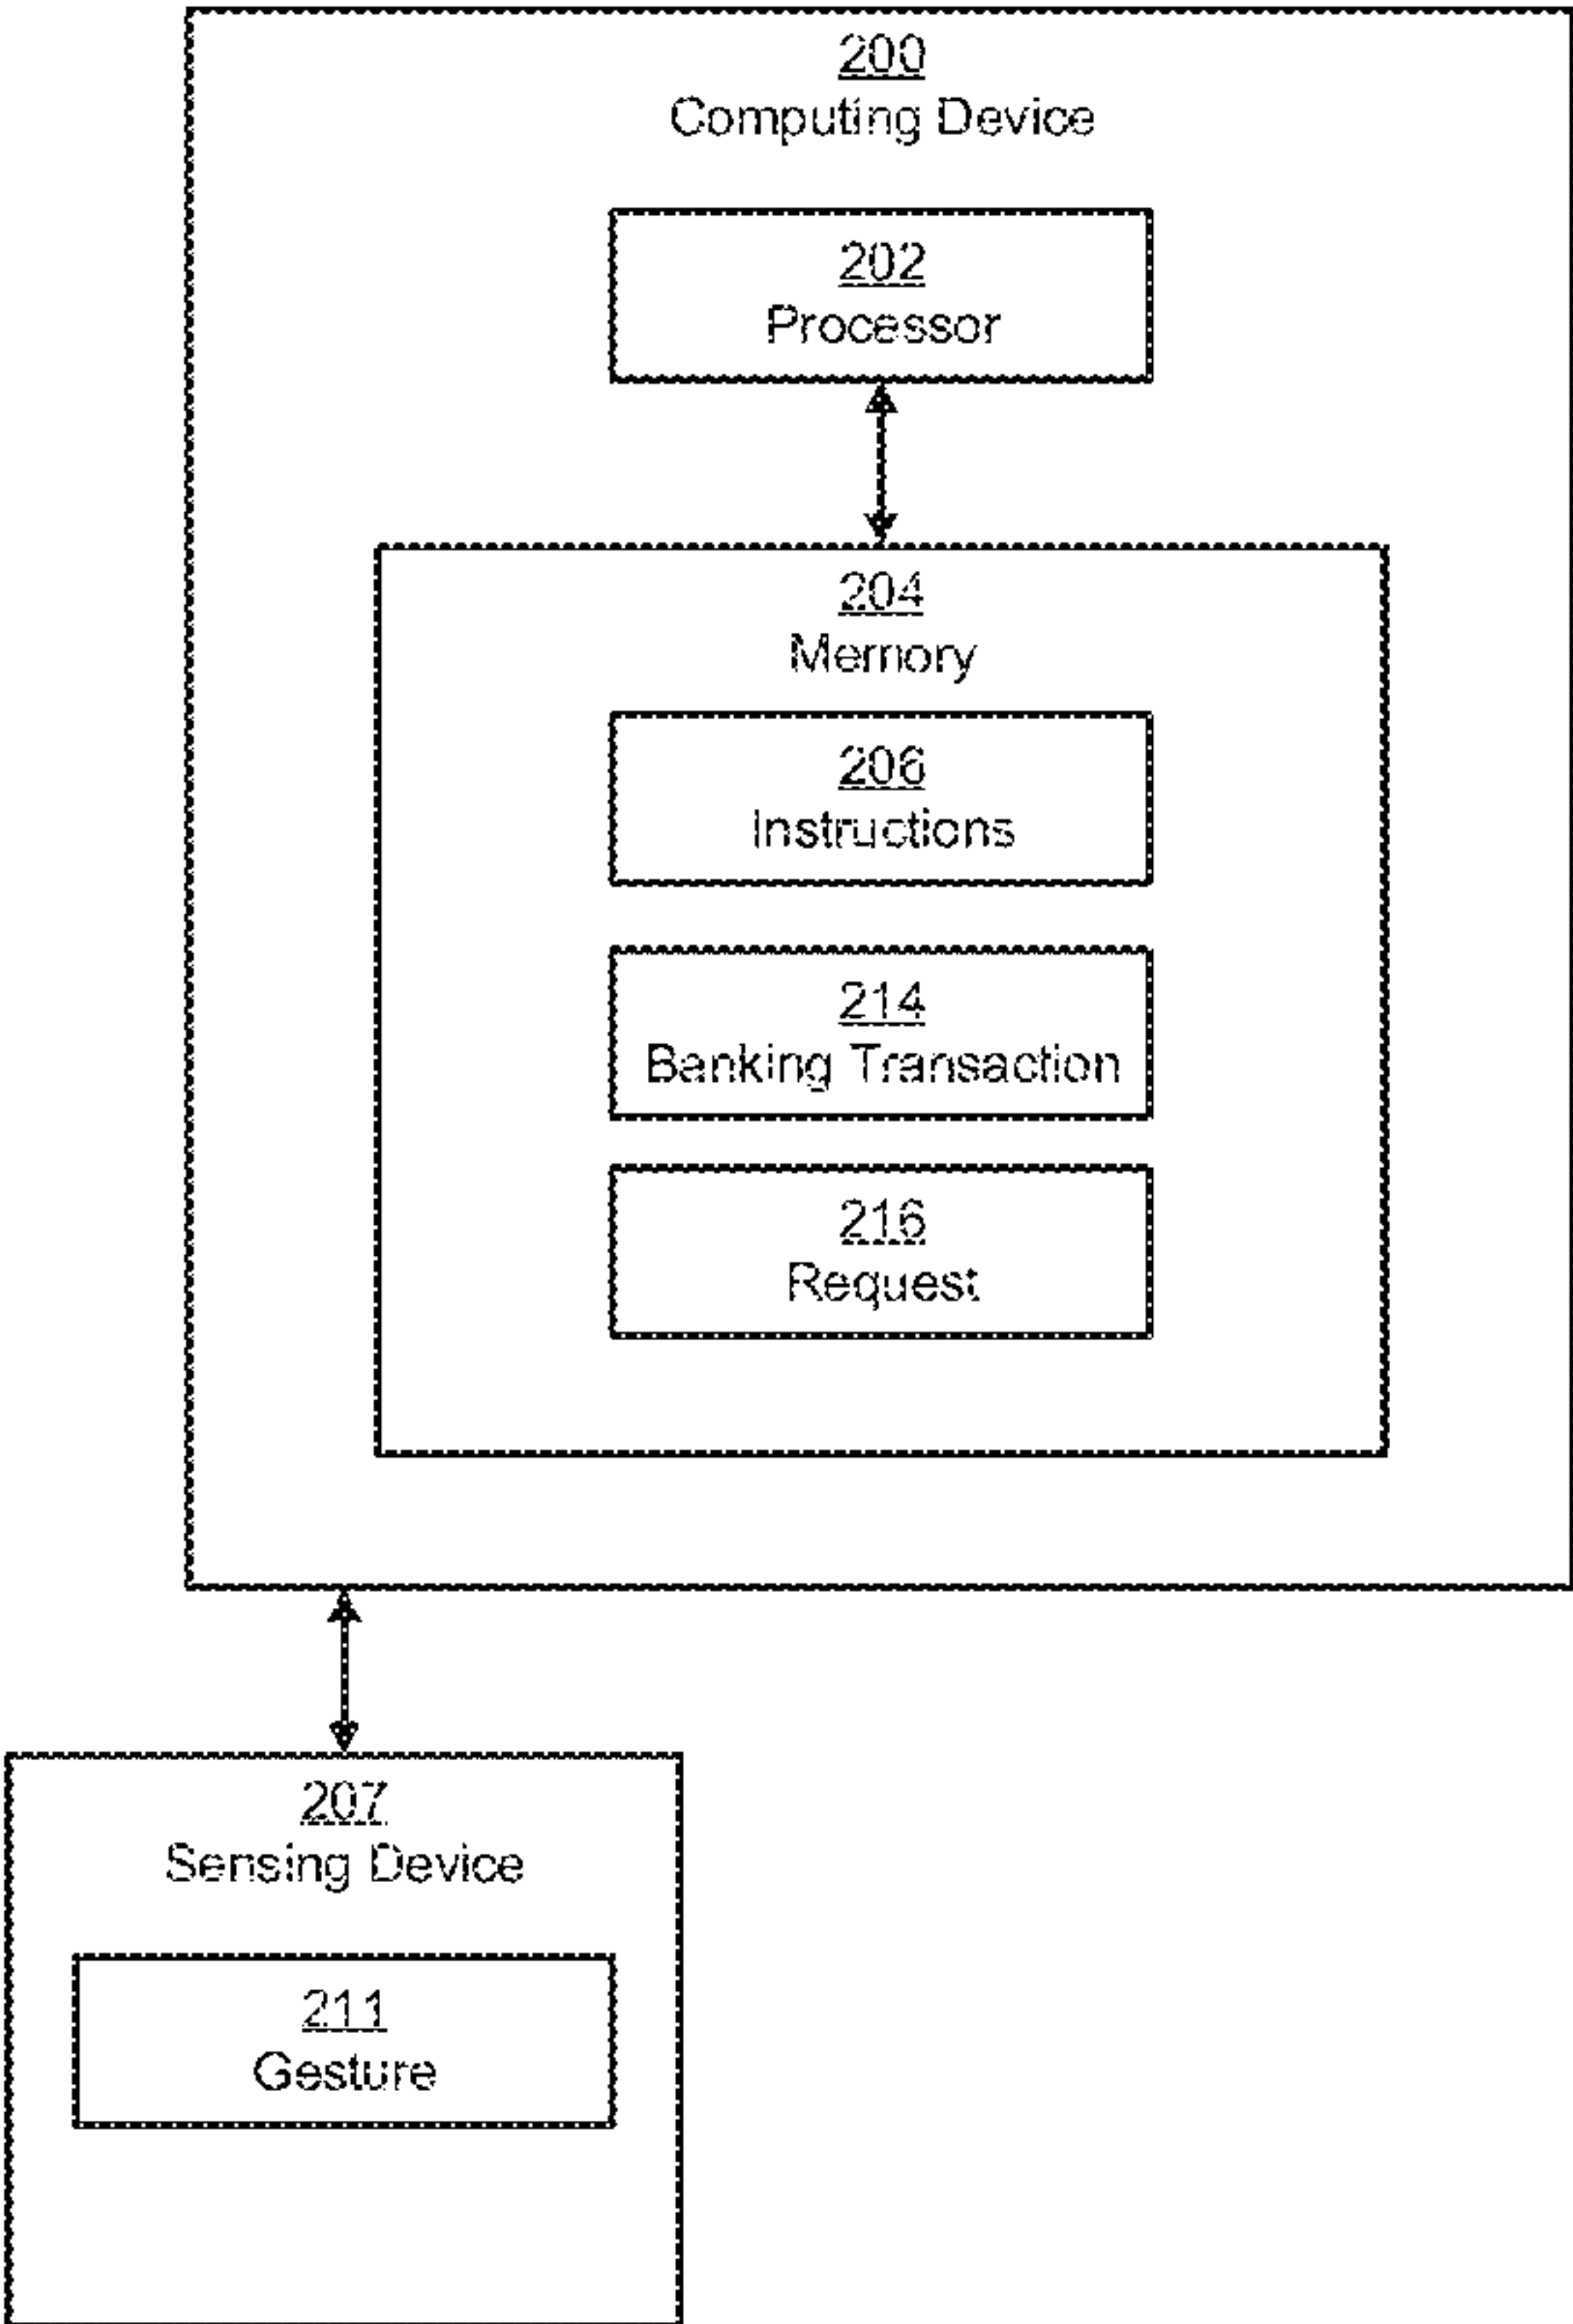 200
Computing Device
202
Processor
204
Memory
206
Instructions
214
Banking Transaction
216
Request
207
Sensing Device
211
Gesture